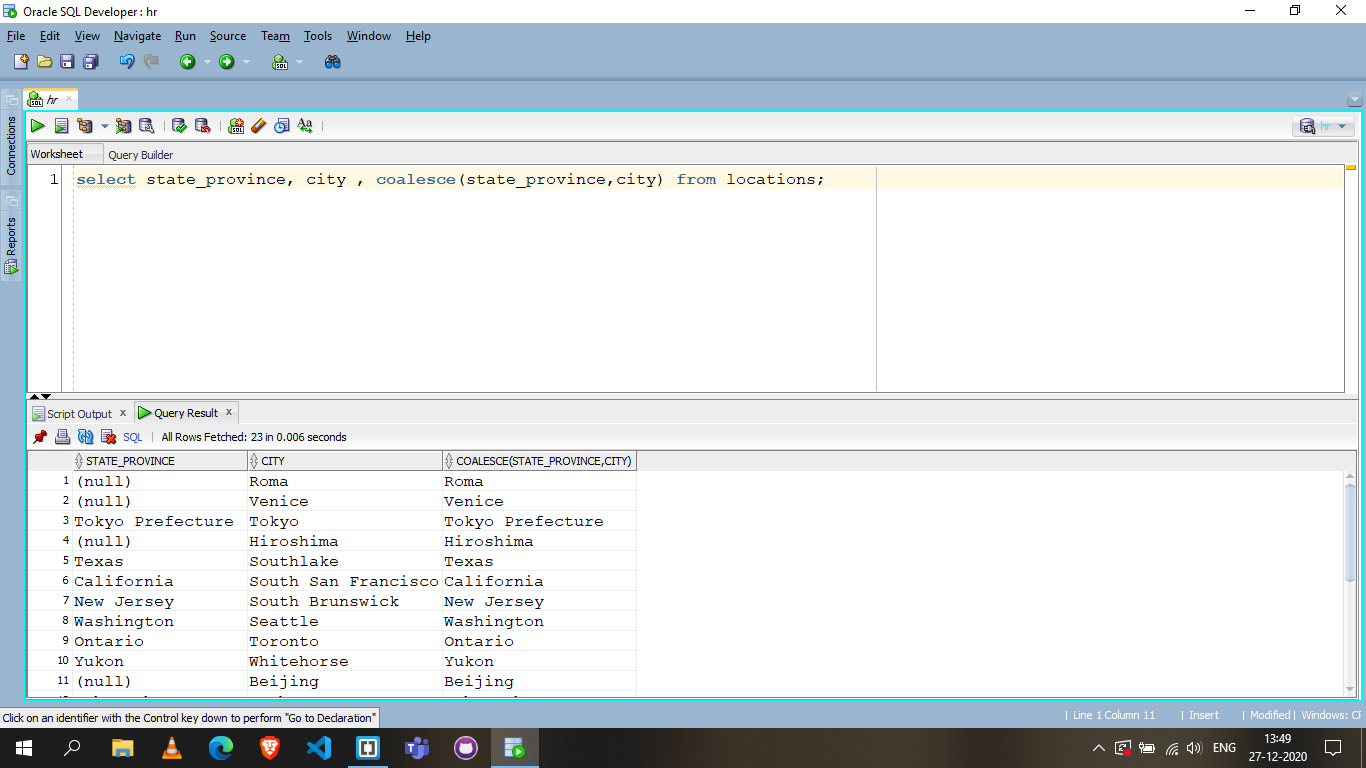 Oracle SQL Developer : hr
File Edit View Navigate Run Source Team Tools Window Help
hr
hr
Connections
Reports
Worksheet Query Builder
1 select state_province, city , coalesce(state_province,city) from locations;
Script Output x Query Result x
SQL | All Rows Fetched: 23 in 0.006 seconds
STATE_PROVINCE CITY COALESCE(STATE_PROVINCE,CITY)
1 (null) Roma Roma
2 (null) Venice Venice
3 Tokyo Prefecture Tokyo Tokyo Prefecture
4 (null) Hiroshima Hiroshima
5 Texas Southlake Texas
6 California South San Francisco California
7 New Jersey South Brunswick New Jersey
8 Washington Seattle Washington
9 Ontario Toronto Ontario
10 Yukon Whitehorse Yukon
11 (null) Beijing Beijing
Click on an identifier with the Control key down to perform "Go to Declaration"
| Line 1 Column 11 | Insert | Modified | Windows: CF
ENG
13:49
27-12-2020